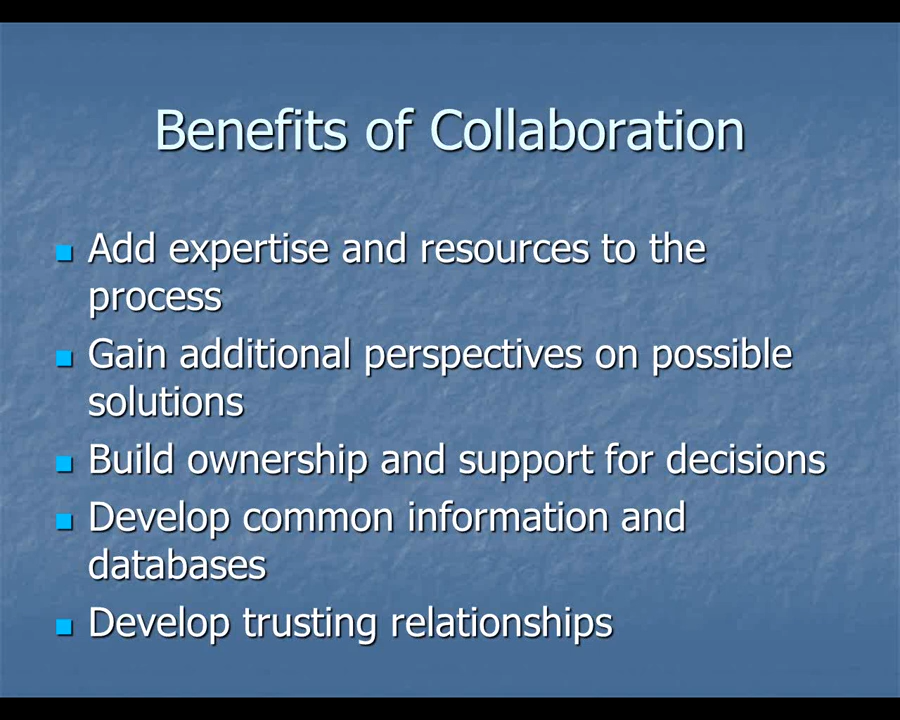 Benefits of Collaboration
Add expertise and resources to the
process
Gain additional perspectives on possible
solutions
Build ownership and support for decisions
Develop common information and
databases
Develop trusting relationships